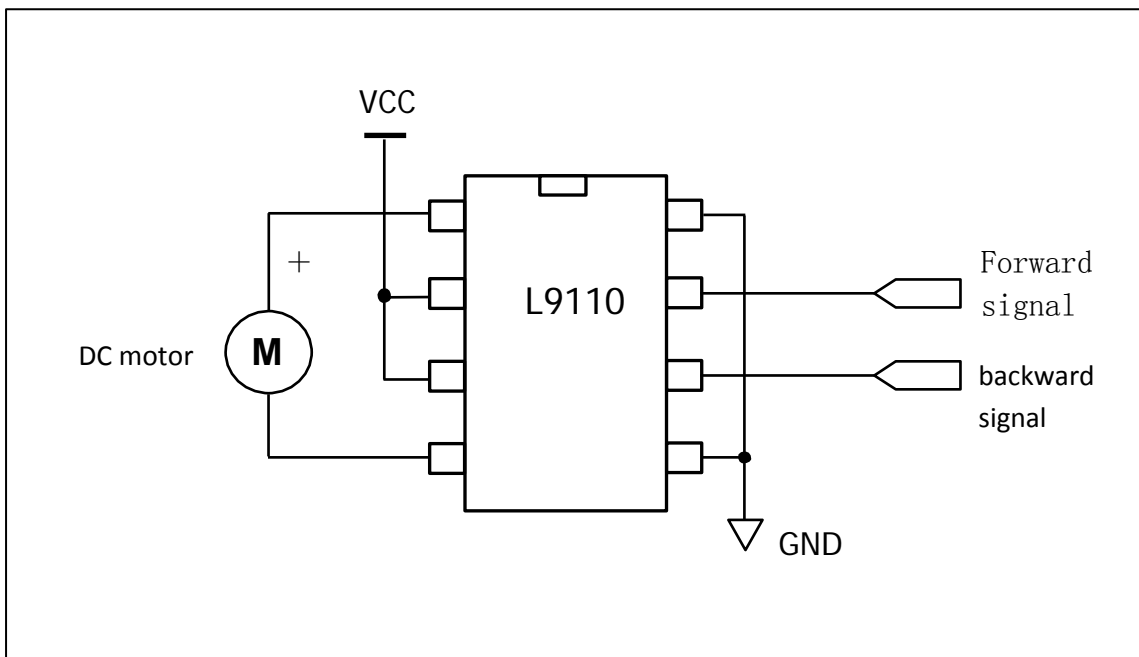 VCC
+
L9110
Forward
signal
DC motor
M
backward
signal
GND